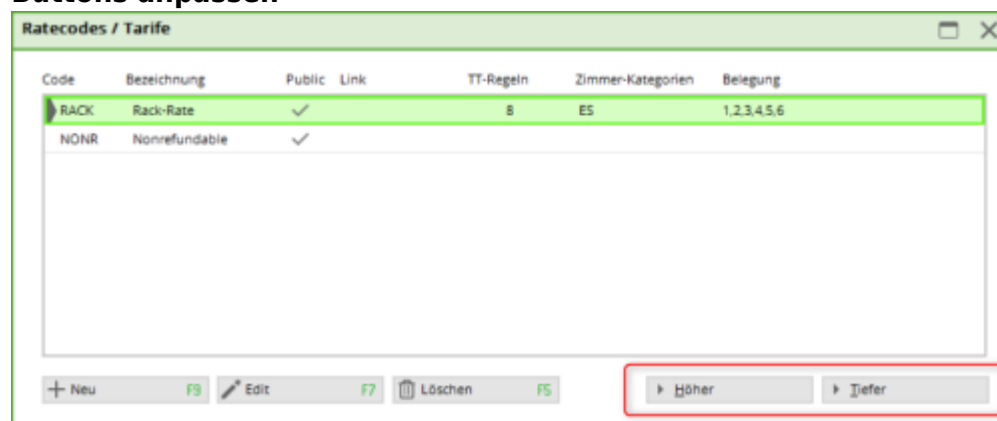 Buttons anpassen
Ratecodes / Tarife
Code Bezeichnung Public Link TT-Regeln Zimmer-Kategorien Belegung
RACK Rack-Rate 8 ES 1,2,3,4,5,6
NONR Nonrefundable
Neu F9 Edit F7 Löschen F5 Höher Tiefer